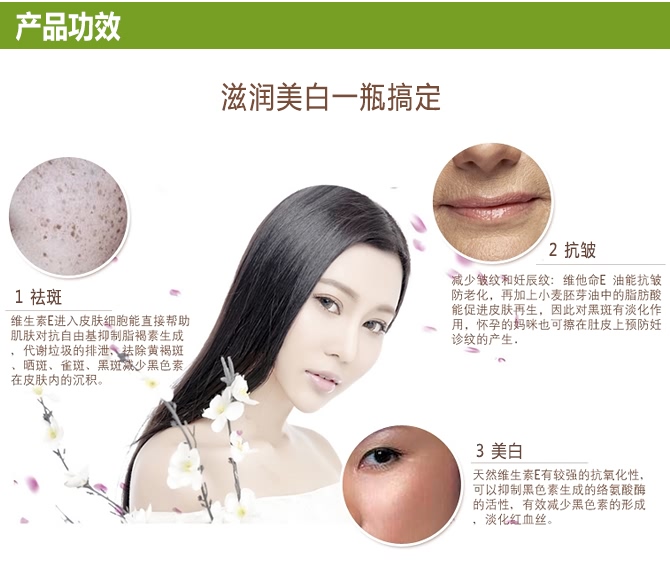 产品功效
滋润美白一瓶搞定
1 祛斑
维生素E进入皮肤细胞能直接帮助
肌肤对抗自由基抑制脂褐素生成
、代谢垃圾的排泄、祛除黄褐斑
、晒斑、雀斑、黑斑减少黑色素
在皮肤内的沉积。
2 抗皱
减少皱纹和妊辰纹: 维他命E 油能抗皱
防老化，再加上小麦胚芽油中的脂肪酸
能促进皮肤再生，因此对黑斑有淡化作
用，怀孕的妈咪也可擦在肚皮上预防妊
诊纹的产生.
3 美白
天然维生素E有较强的抗氧化性,
可以抑制黑色素生成的络氨酸酶
的活性，有效减少黑色素的形成
，淡化红血丝。